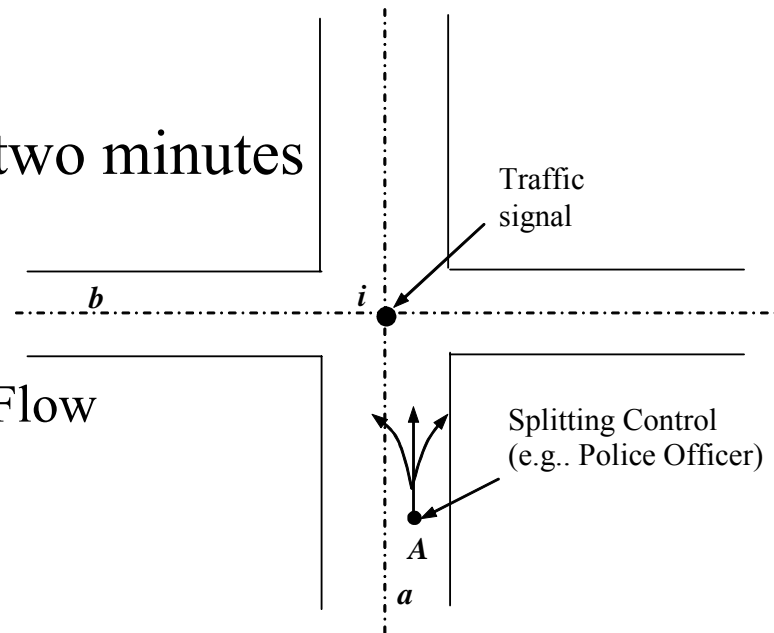 two minutes
Traffic
signal
b
i
Flow
Splitting Control
(e.g.. Police Officer)
A
a